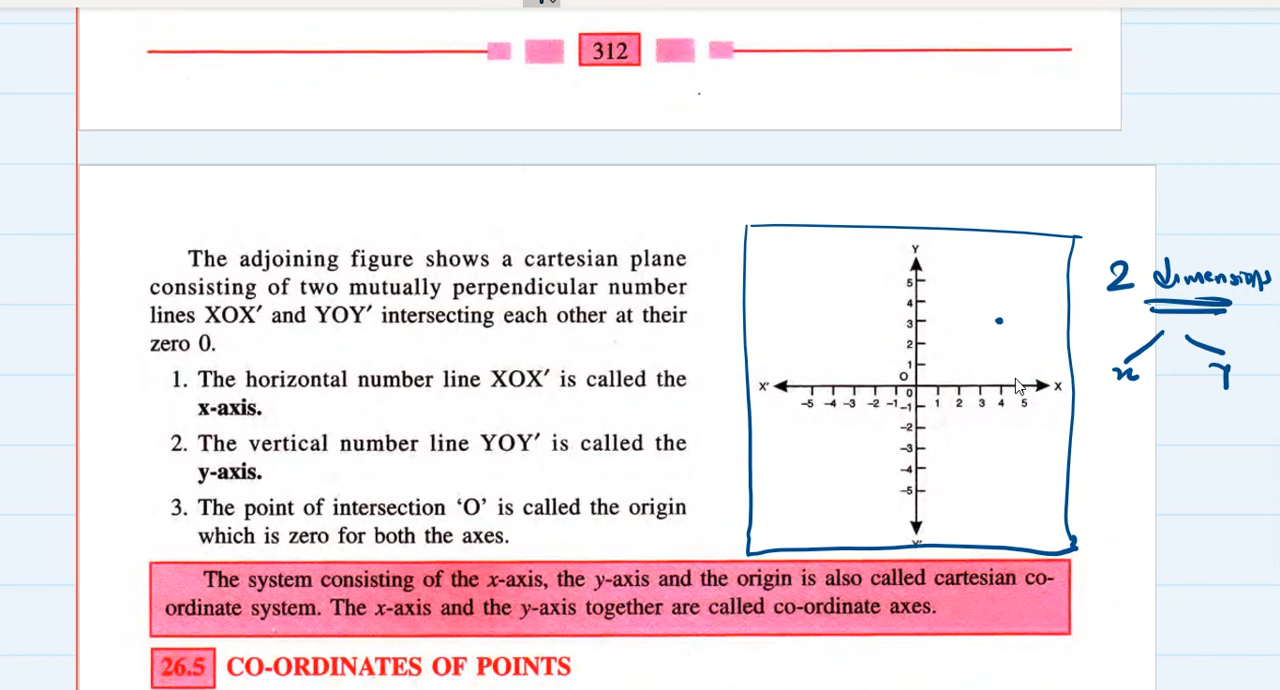 312
The adjoining figure shows a cartesian plane
consisting of two mutually perpendicular number
lines XOX′ and YOY′ intersecting each other at their
zero 0.
1. The horizontal number line XOX′ is called the
x-axis.
2. The vertical number line YOY′ is called the
y-axis.
3. The point of intersection ‘O’ is called the origin
which is zero for both the axes.
Y
5
4
3
2
1
O
X′ X
0
–5 –4 –3 –2 –1 1 2 3 4 5
–1
–2
–3
–4
–5
Y′
2 dimensions
x y
The system consisting of the x-axis, the y-axis and the origin is also called cartesian co-
ordinate system. The x-axis and the y-axis together are called co-ordinate axes.
26.5 CO-ORDINATES OF POINTS